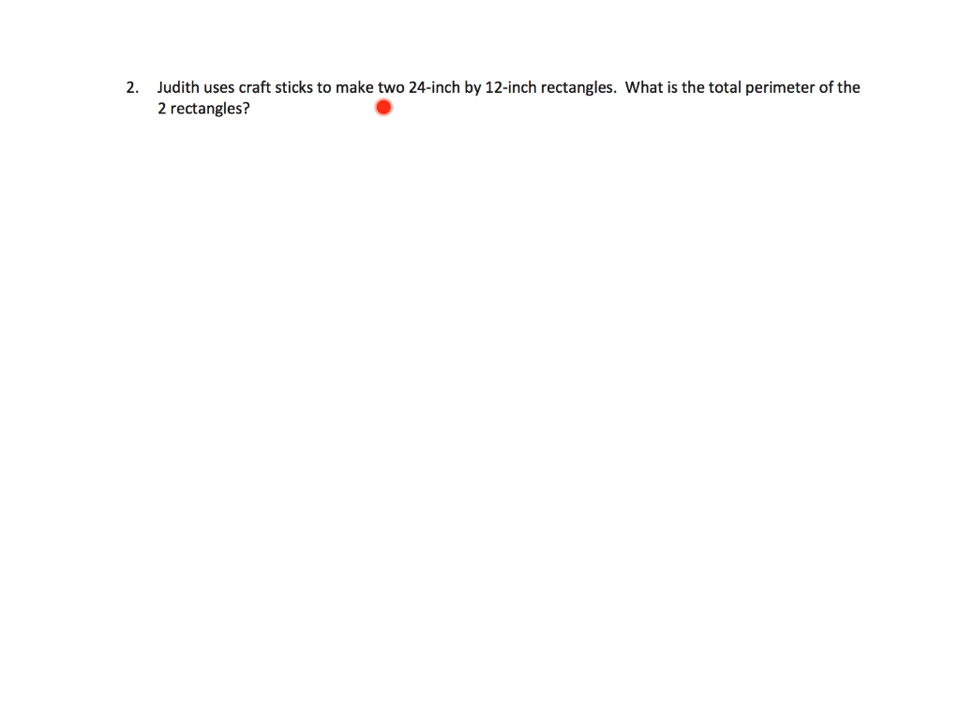 2. Judith uses craft sticks to make two 24-inch by 12-inch rectangles. What is the total perimeter of the
2 rectangles?